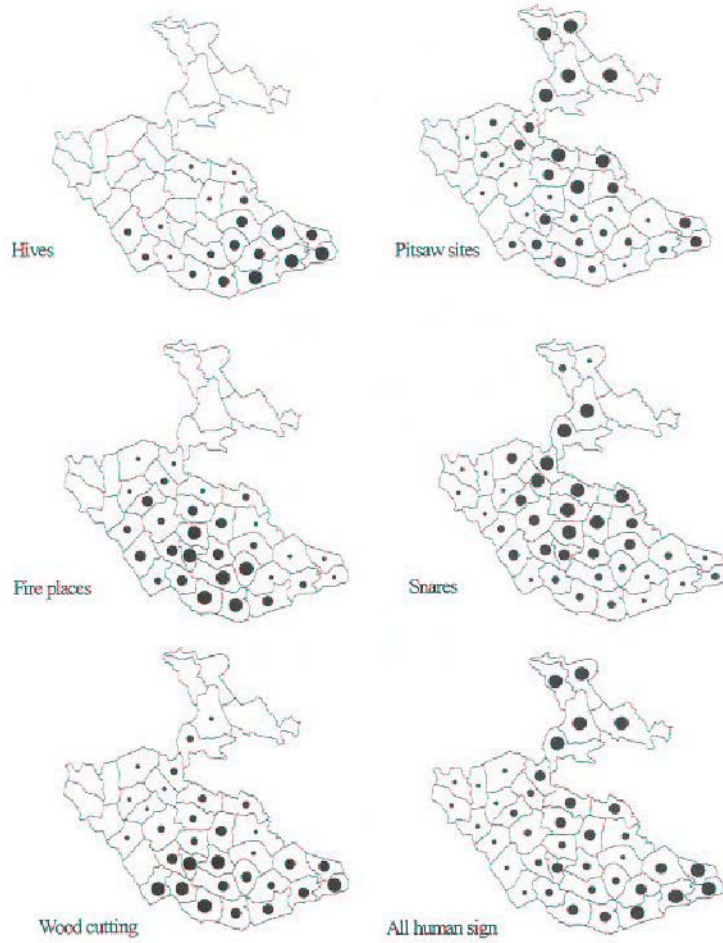 Hives
Pitsaw sites
Fire places
Snares
Wood cutting
All human sign